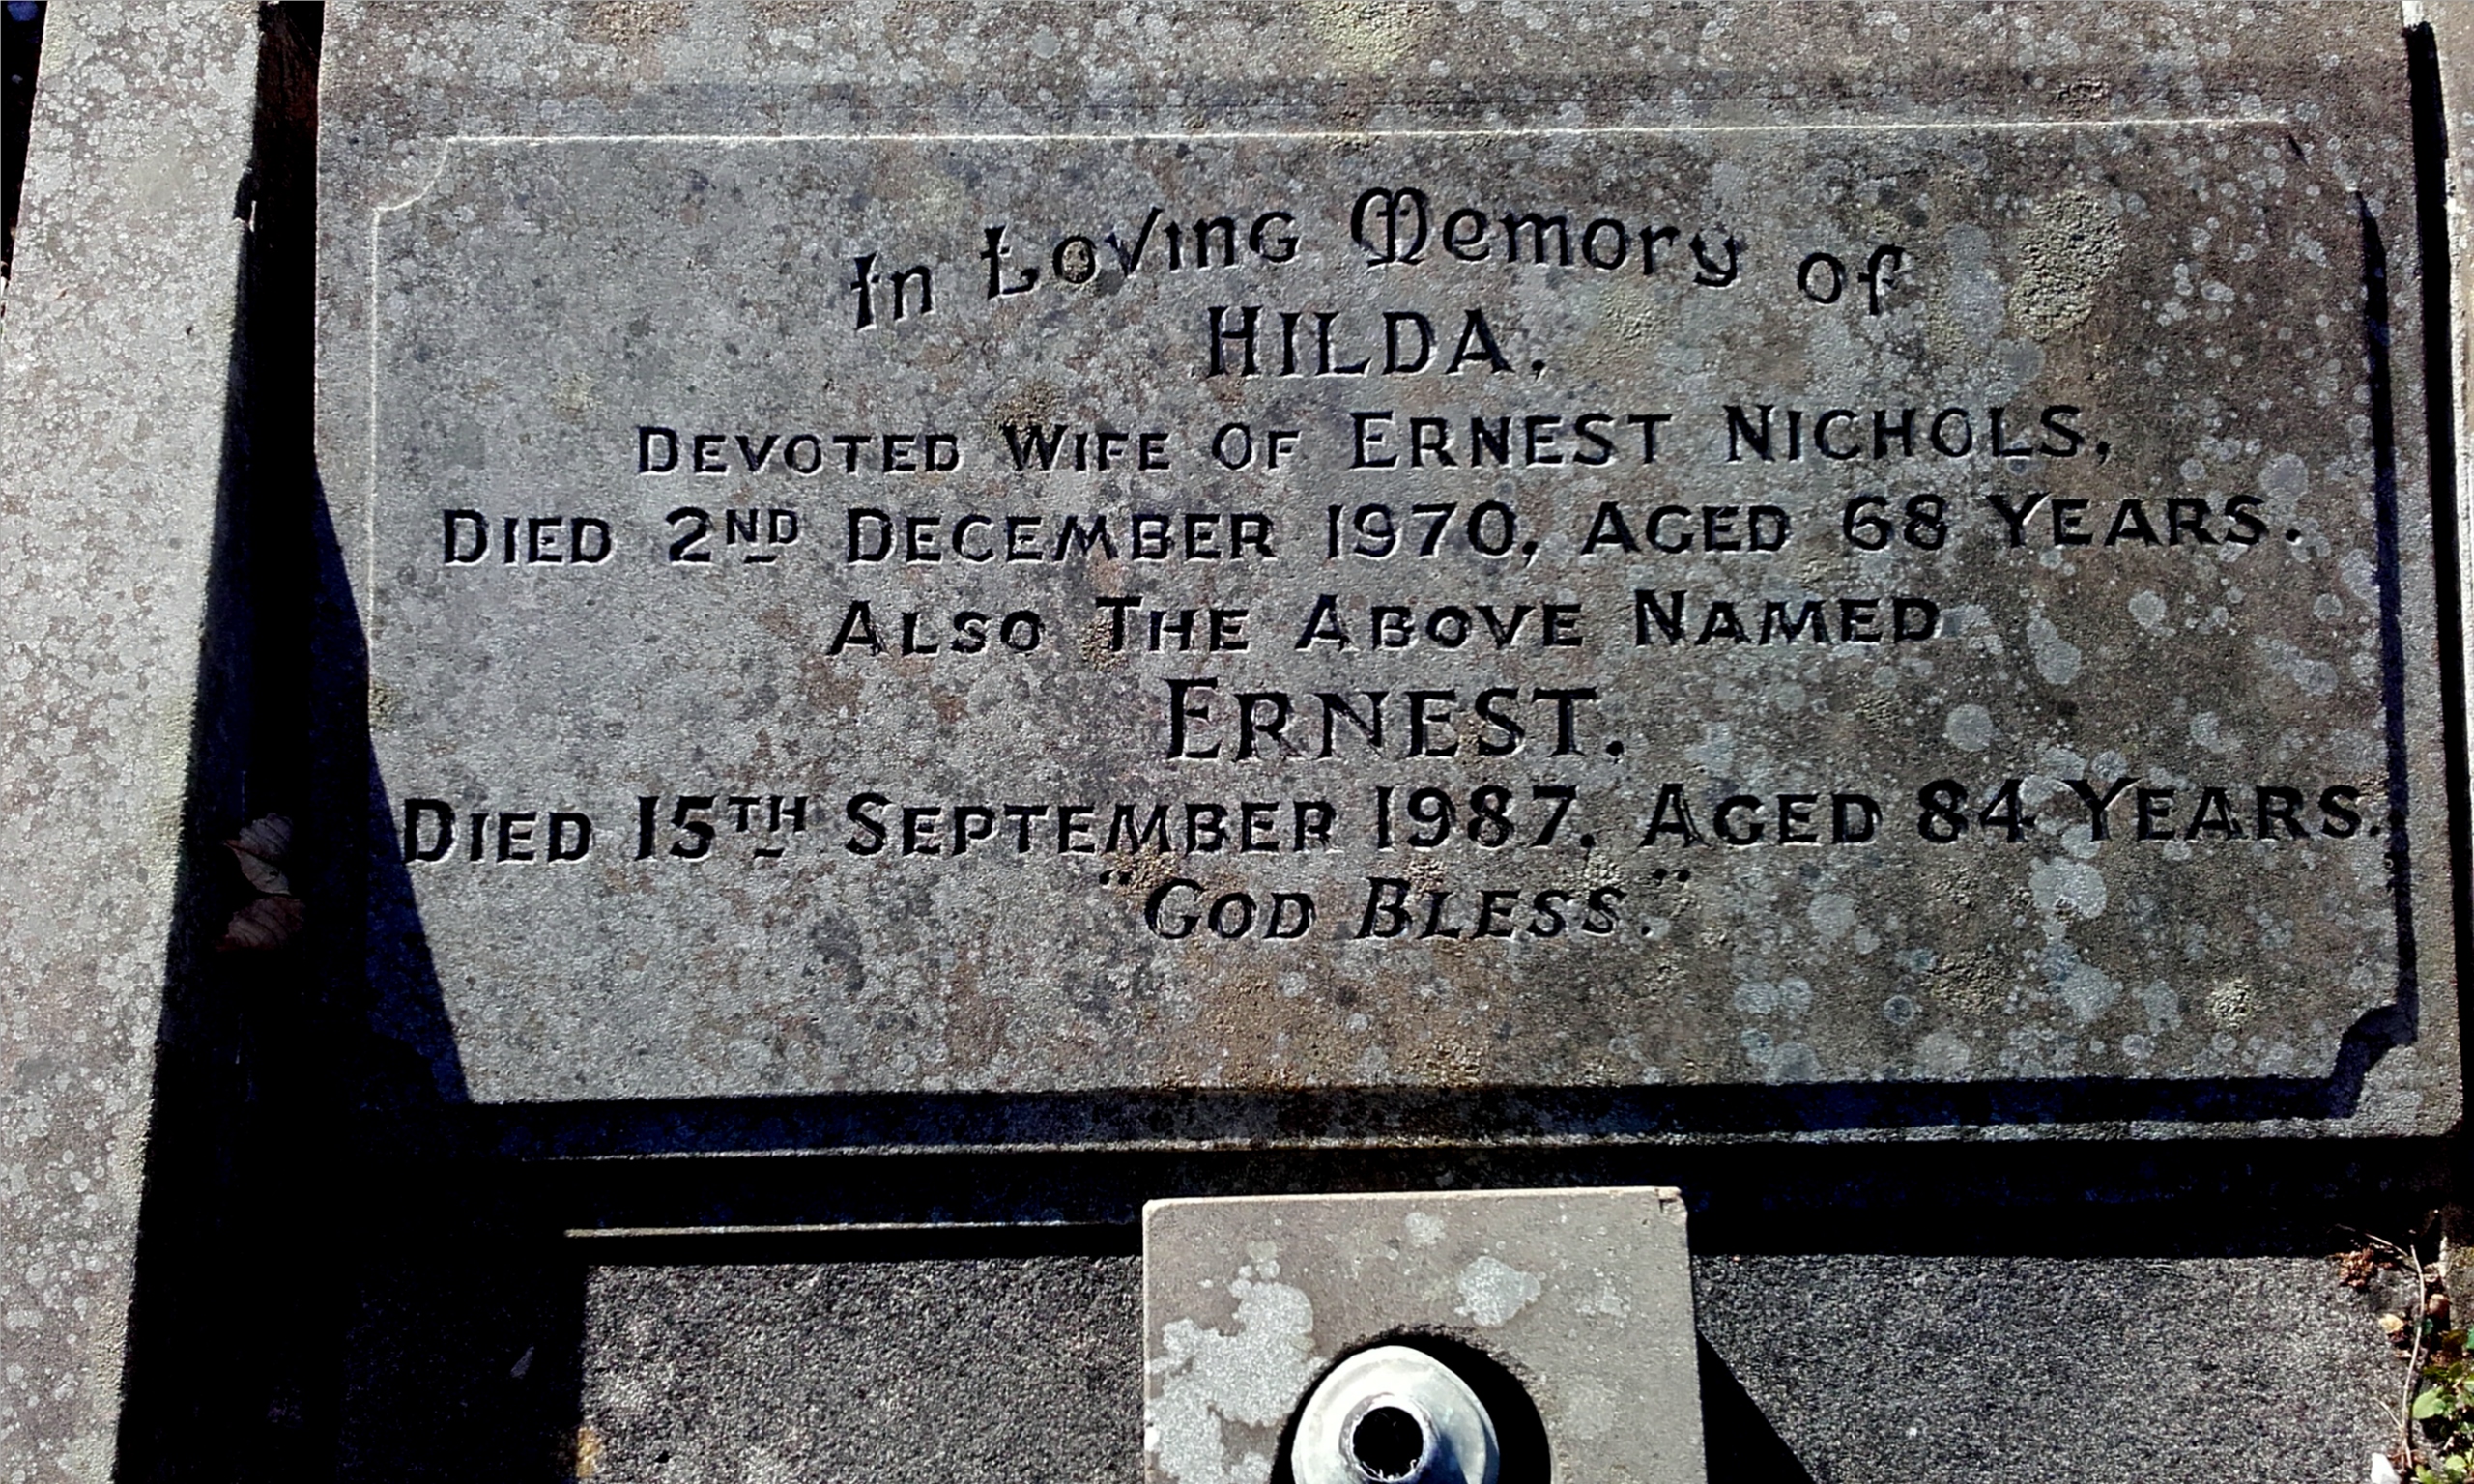 In Loving Memory of
HILDA,
DEVOTED WIFE OF ERNEST NICHOLS,
DIED 2ND DECEMBER 1970, AGED 68 YEARS.
ALSO THE ABOVE NAMED
ERNEST.
DIED 15TH SEPTEMBER 1987. AGED 84 YEARS.
"GOD BLESS."